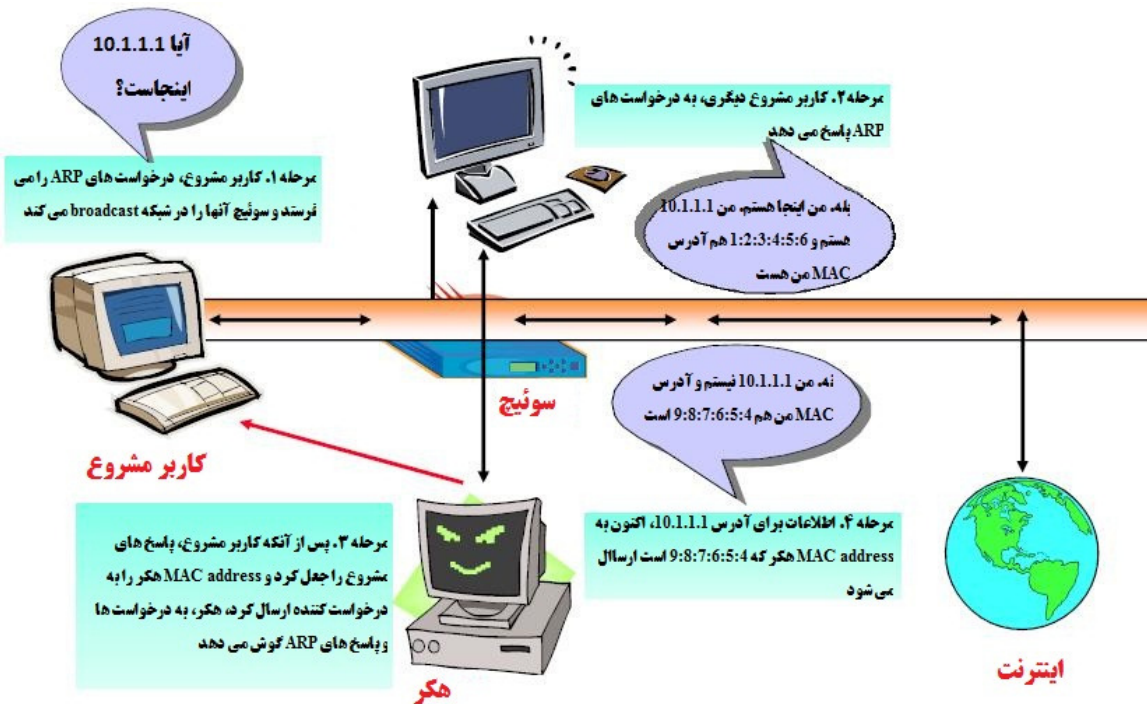 آیا 10.1.1.1
اینجاست؟
مرحله ۱. کاربر مشروع، درخواست های ARP را می
فرستد و سوئیچ آنها را در شبکه broadcast می کند
مرحله ۲. کاربر مشروع دیگری، به درخواست های
ARP پاسخ می دهد
بله. من اینجا هستم. من 10.1.1.1
هستم و 1:2:3:4:5:6 هم آدرس
MAC من هست
سوئیچ
نه. من 10.1.1.1 نیستم و آدرس
MAC من هم 9:8:7:6:5:4 است
کاربر مشروع
مرحله ۳. پس از آنکه کاربر مشروع، پاسخ های
مشروع را جعل کرد و MAC address هکر را به
درخواست کننده ارسال کرد، هکر، به درخواست ها
و پاسخ های ARP گوش می دهد
هکر
مرحله ۴. اطلاعات برای آدرس 10.1.1.1، اکنون به
MAC address هکر که 9:8:7:6:5:4 است ارساال
می شود
اینترنت